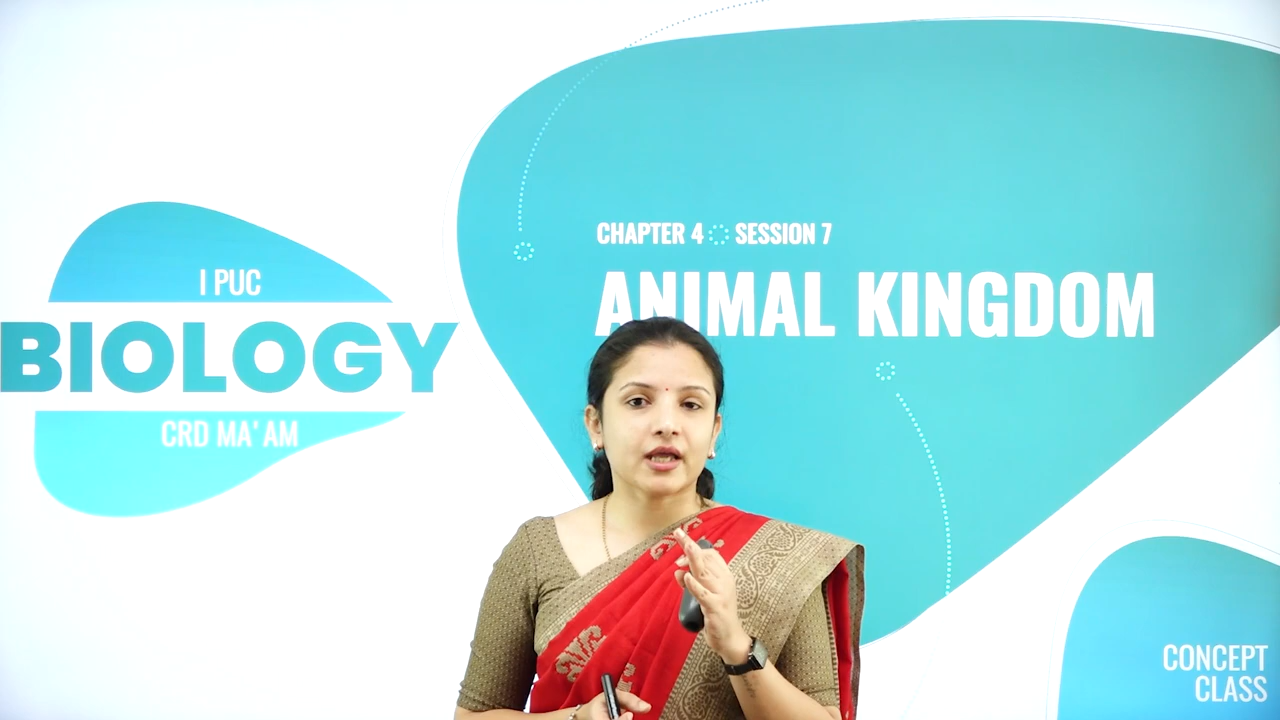 I PUC
BIOLOGY
CRD MA' AM
CHAPTER 4 SESSION 7
ANIMAL KINGDOM
CONCEPT
CLASS